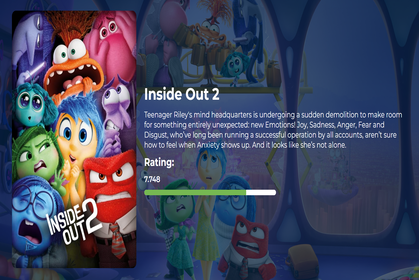 Inside Out 2
Teenager Riley's mind headquarters is undergoing a sudden demolition to make room
for something entirely unexpected: new Emotions! Joy, Sadness, Anger, Fear and
Disgust, who've long been running a successful operation by all accounts, aren't sure
how to feel when Anxiety shows up. And it looks like she's not alone.
Rating:
7.748
INSIDE
OUT 2